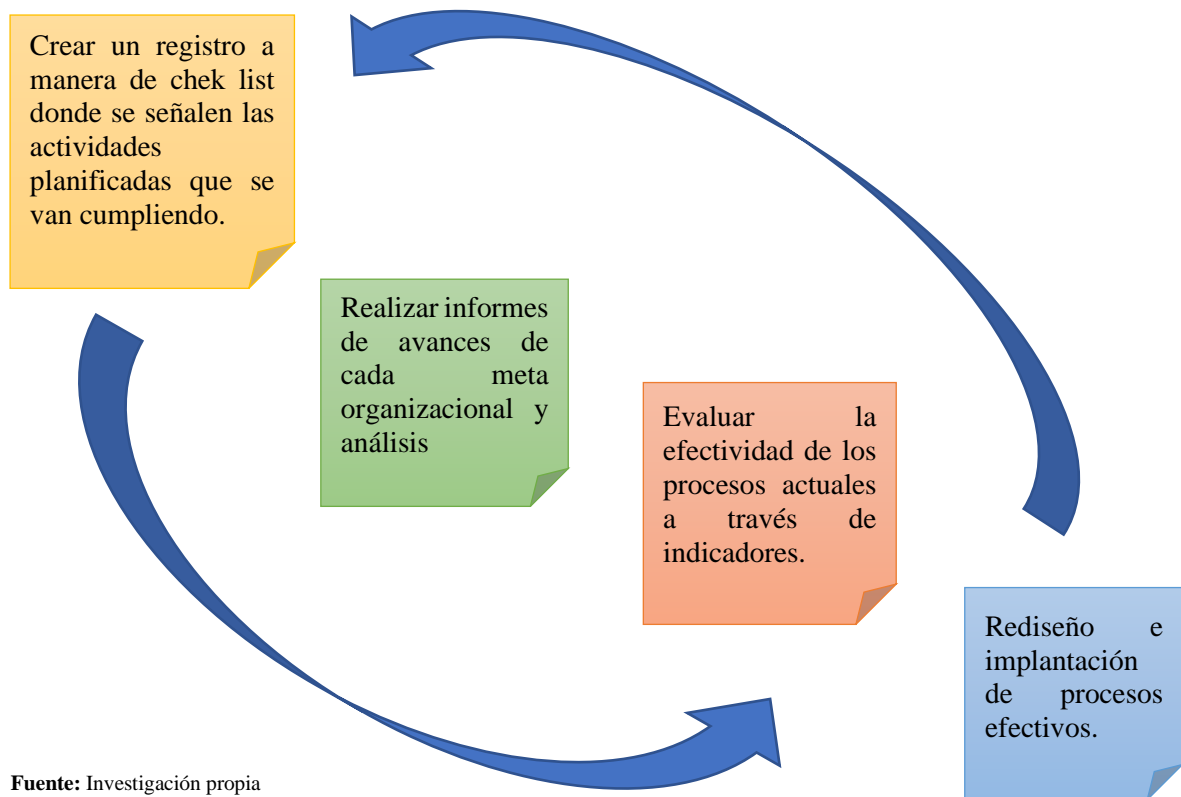 Crear un registro a
manera de chek list
donde se señalen las
actividades
planificadas que se
van cumpliendo.
Realizar informes
de avances de
cada meta
organizacional y
análisis
Evaluar la
efectividad de los
procesos actuales
a través de
indicadores.
Rediseño e
implantación
de procesos
efectivos.
Fuente: Investigación propia